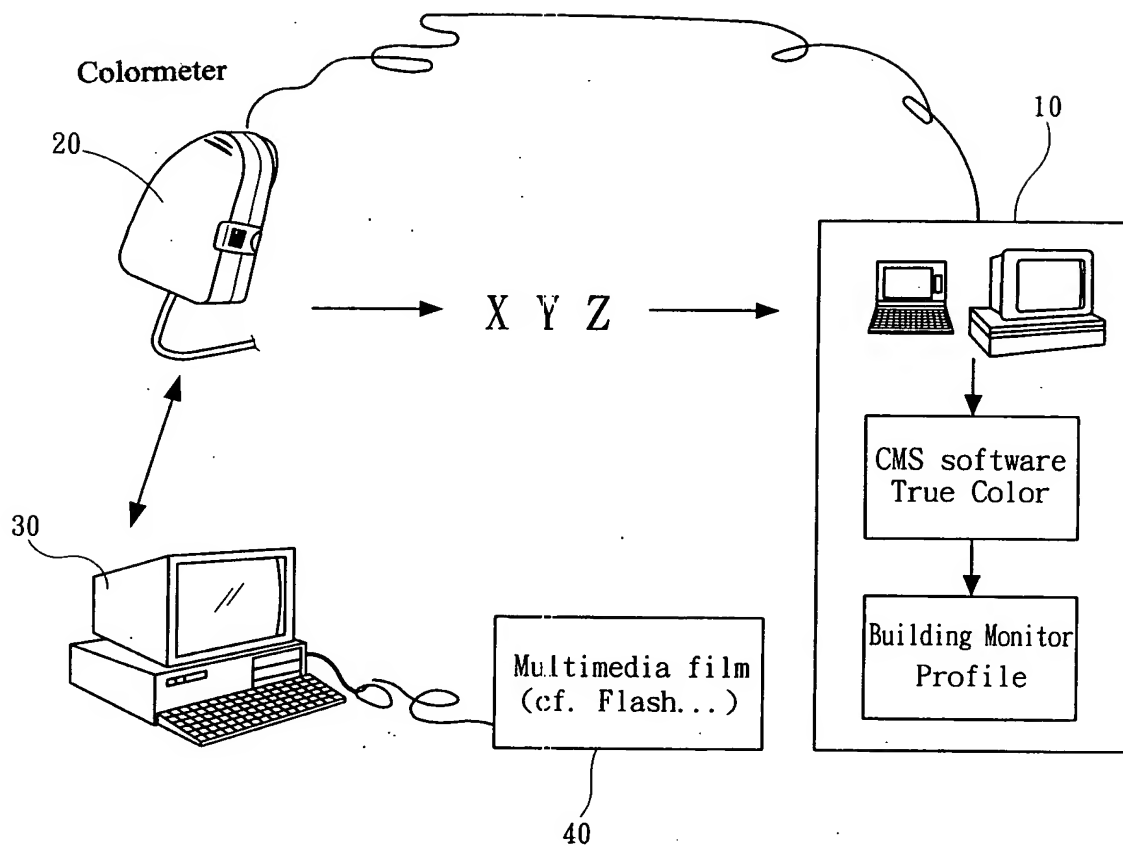 Colormeter
20
10
X Y Z
CMS software
True Color
30
Building Monitor
Profile
Multimedia film
(cf. Flash...)
40